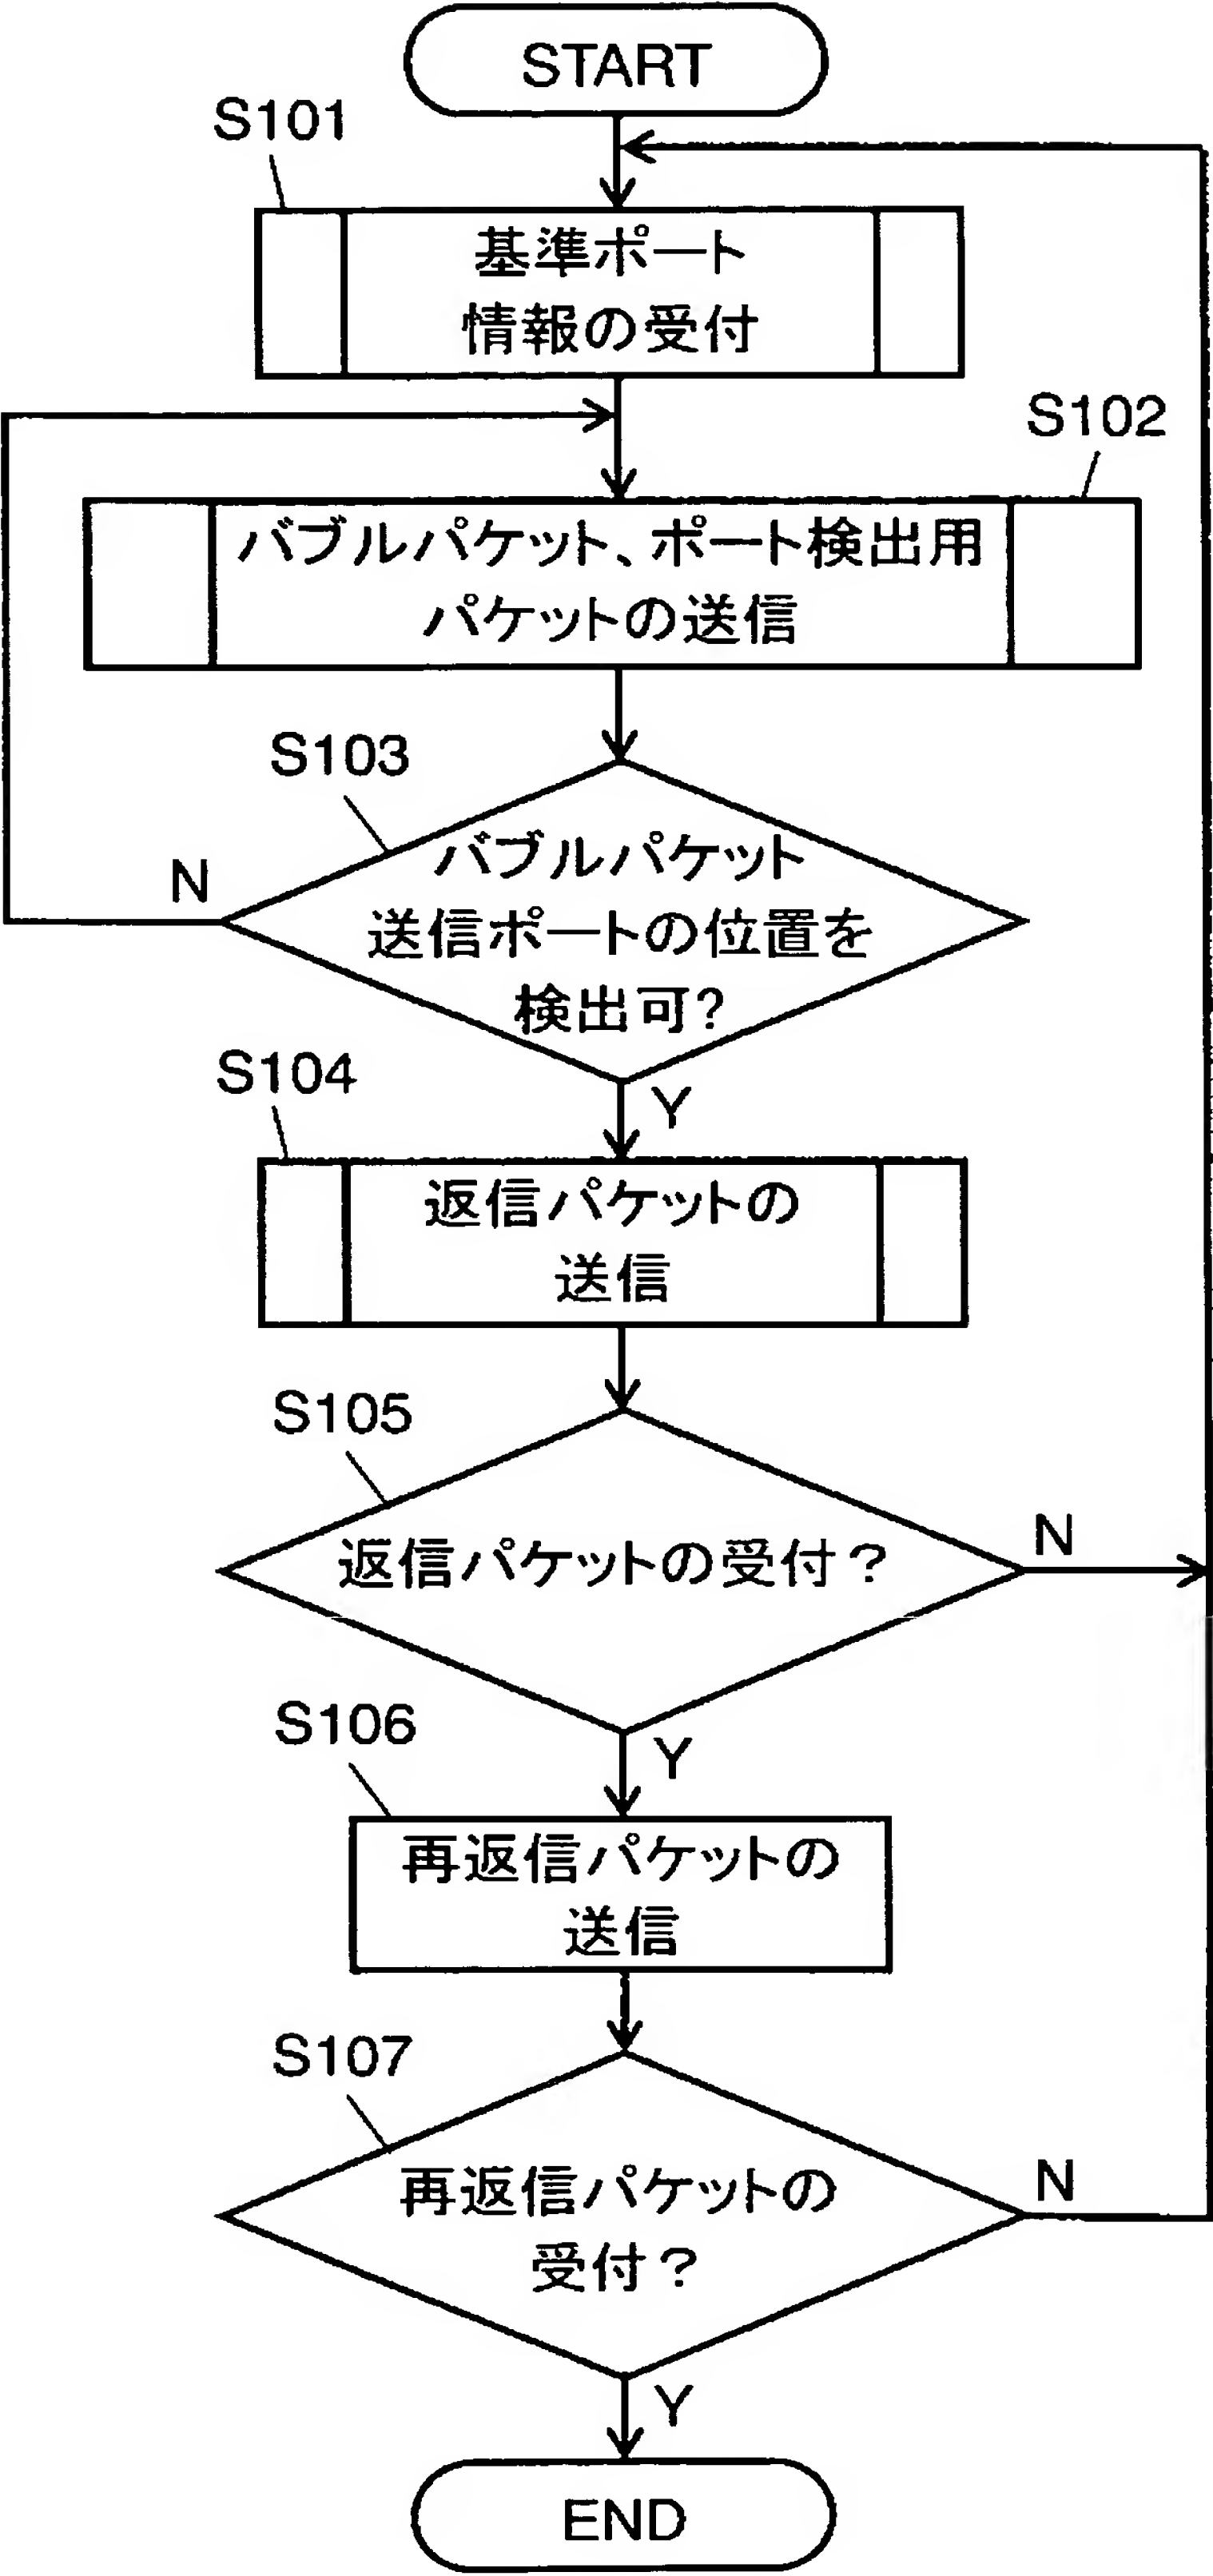 START
S101
基準ポート
情報の受付
S102
バブルパケット、ポート検出用
パケットの送信
S103
バブルパケット
送信ポートの位置を
検出可?
N
Y
S104
返信パケットの
送信
S105
返信パケットの受付？
N
Y
S106
再返信パケットの
送信
S107
再返信パケットの
受付？
N
Y
END